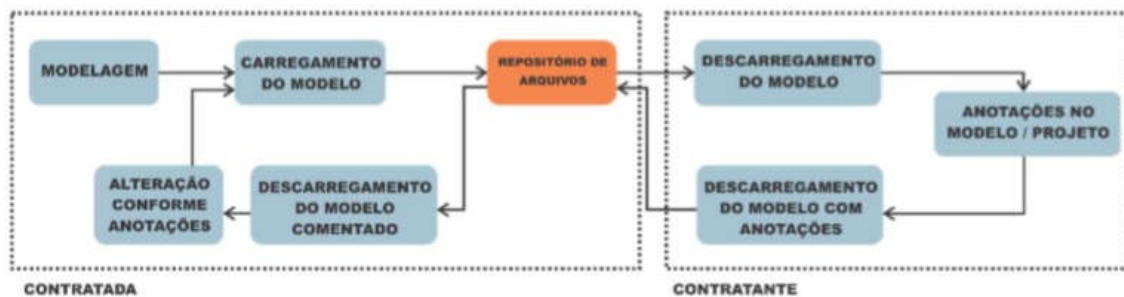 MODELAGEM
CARREGAMENTO
DO MODELO
REPOSITÓRIO DE
ARQUIVOS
DESCARREGAMENTO
DO MODELO
ANOTAÇÕES NO
MODELO / PROJETO
ALTERAÇÃO
CONFORME
ANOTAÇÕES
DESCARREGAMENTO
DO MODELO
COMENTADO
DESCARREGAMENTO
DO MODELO COM
ANOTAÇÕES
CONTRATADA
CONTRATANTE